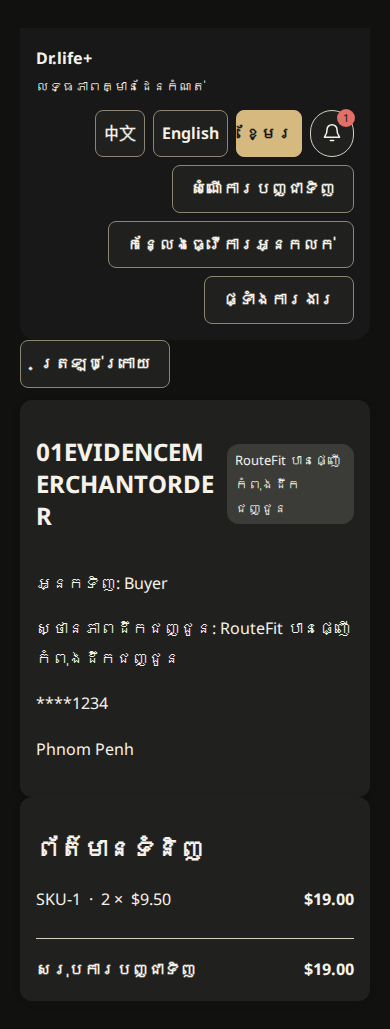 Dr.life+
លទ្ធភាពគ្មានដែនកំណត់
中文 English ខ្មែរ 1
សំណើការបញ្ជាទិញ
កន្លែងធ្វើការអ្នកលក់
ផ្ទាំងការងារ
ត្រឡប់ក្រោយ
01EVIDENCEM
ERCHANTORDE
R
RouteFit បានផ្ញើ
កំពុងដឹក
ជញ្ជូន
អ្នកទិញ: Buyer
ស្ថានភាពដឹកជញ្ជូន: RouteFit បានផ្ញើ
កំពុងដឹកជញ្ជូន
****1234
Phnom Penh
ព័ត៌មានទំនិញ
SKU-1 · 2 × $9.50 $19.00
សរុបការបញ្ជាទិញ $19.00